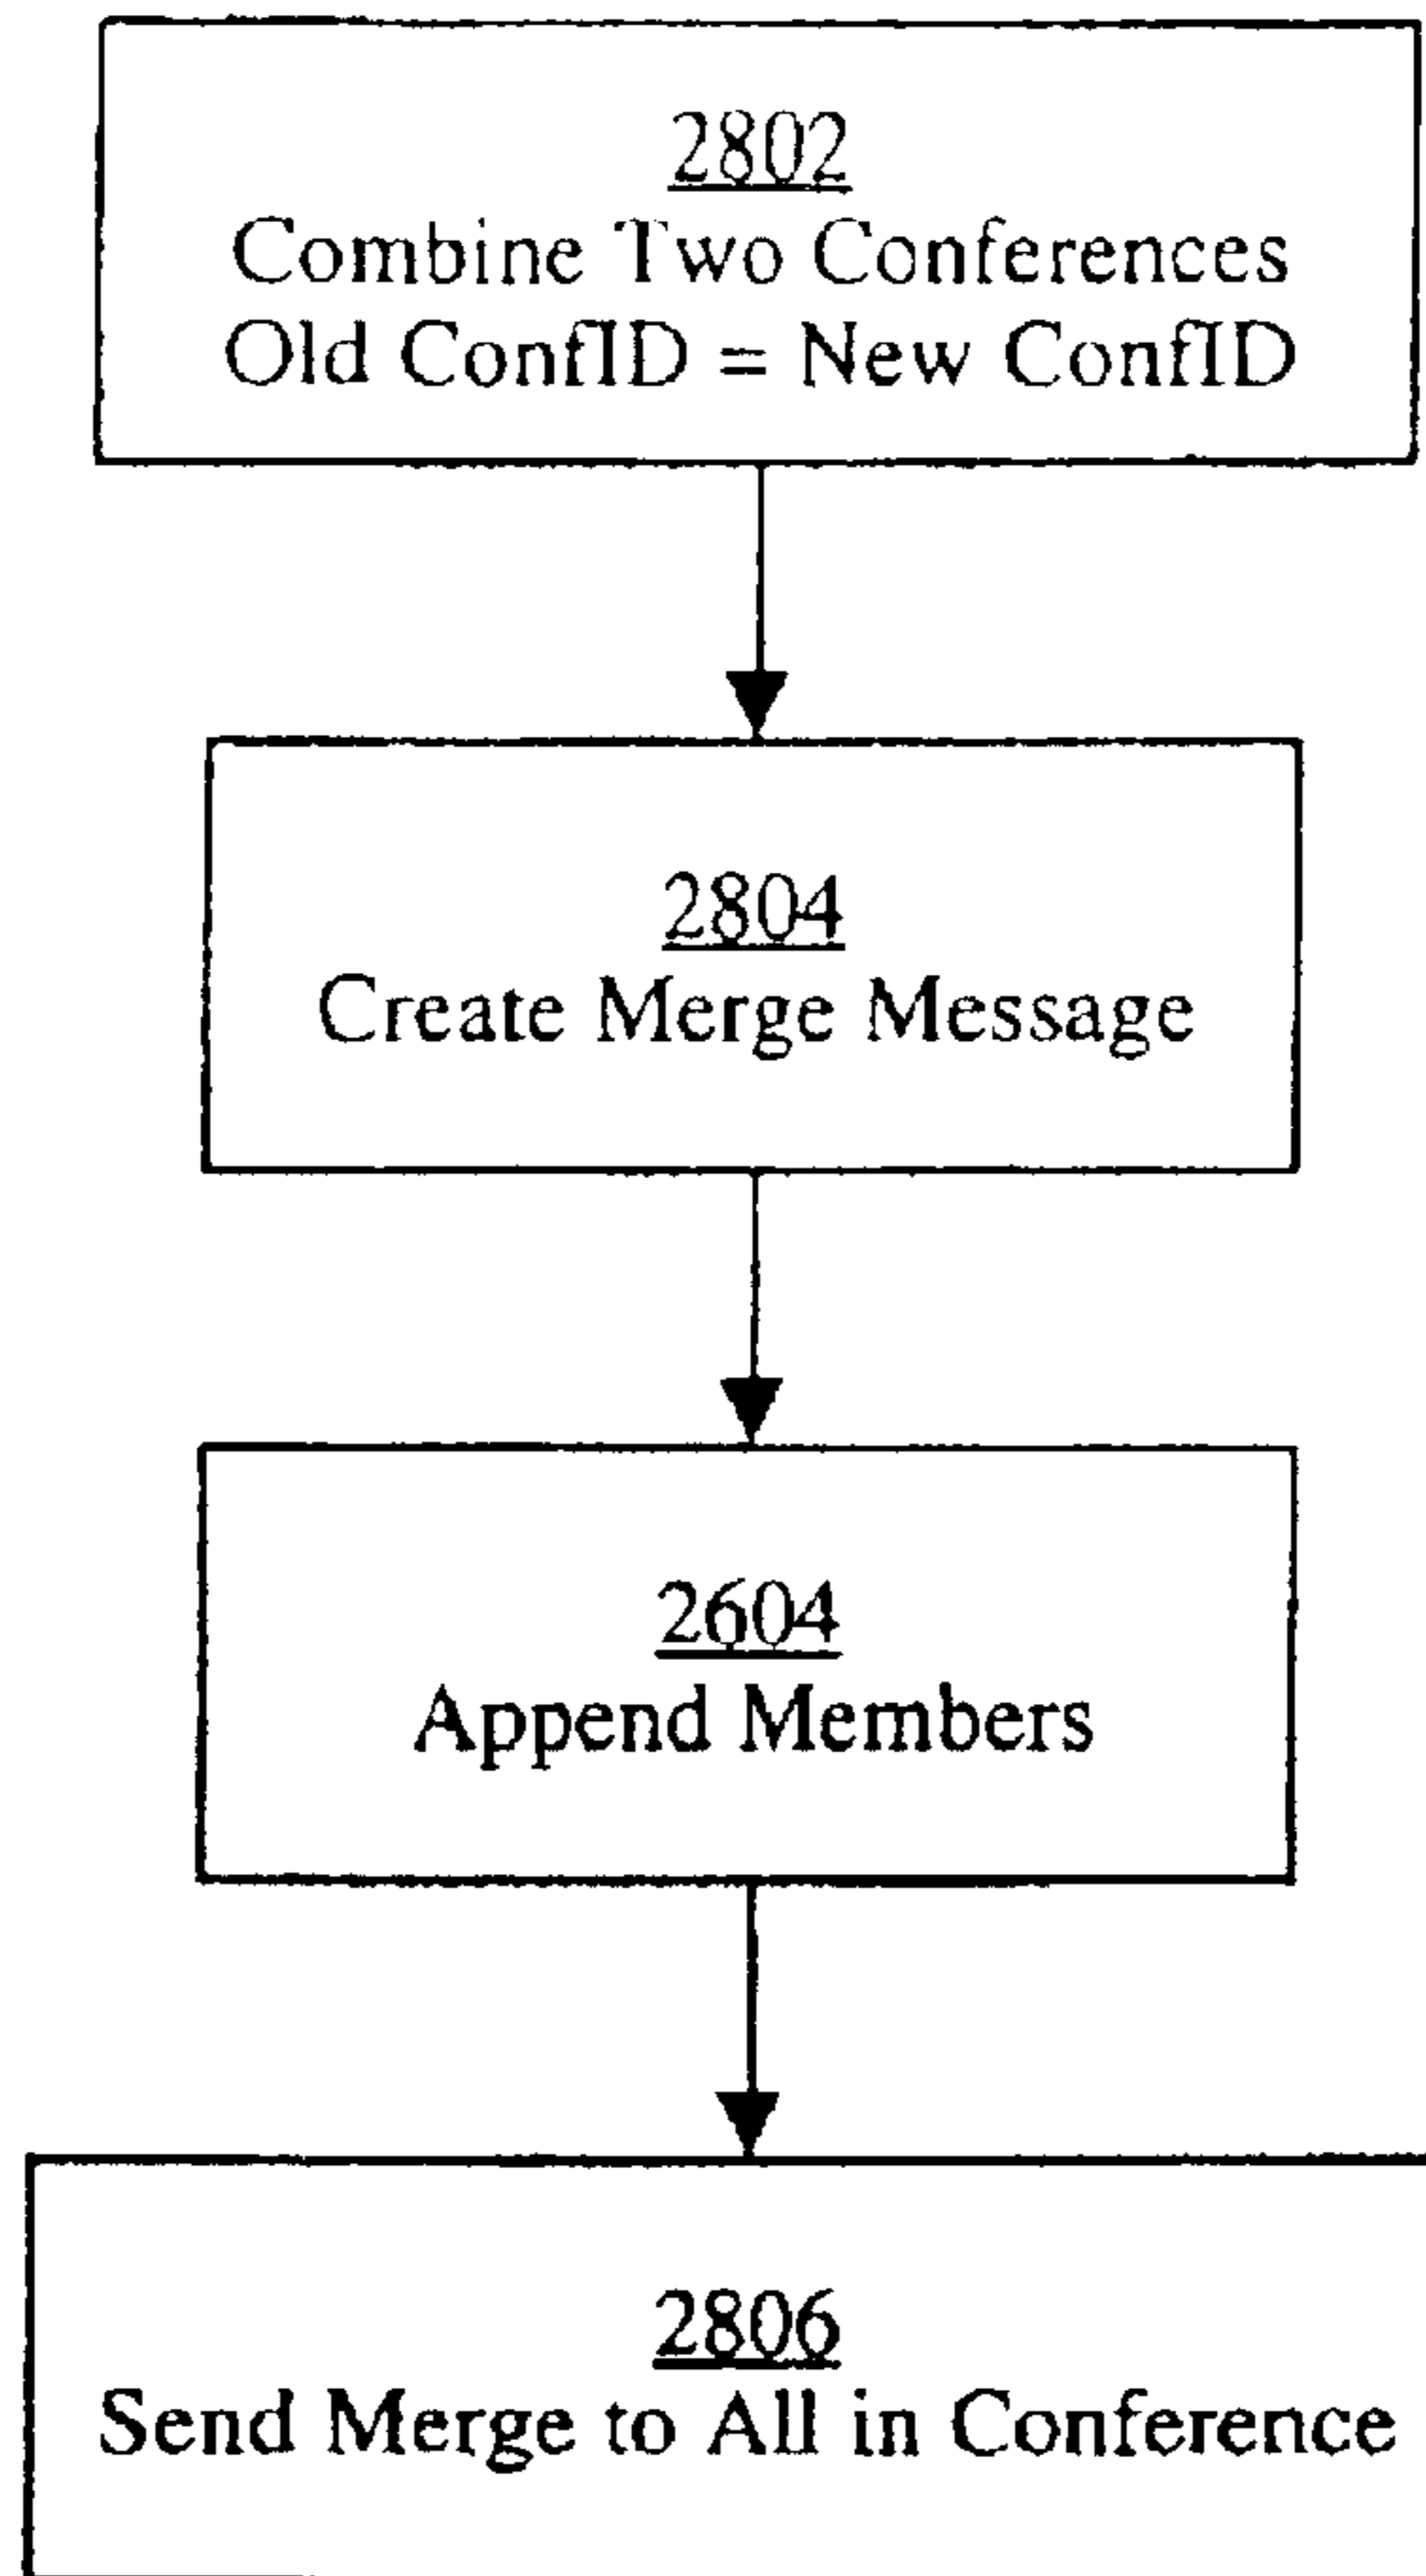 2802
Combine Two Conferences
Old ConfID = New ConfID
2804
Create Merge Message
2604
Append Members
2806
Send Merge to All in Conference